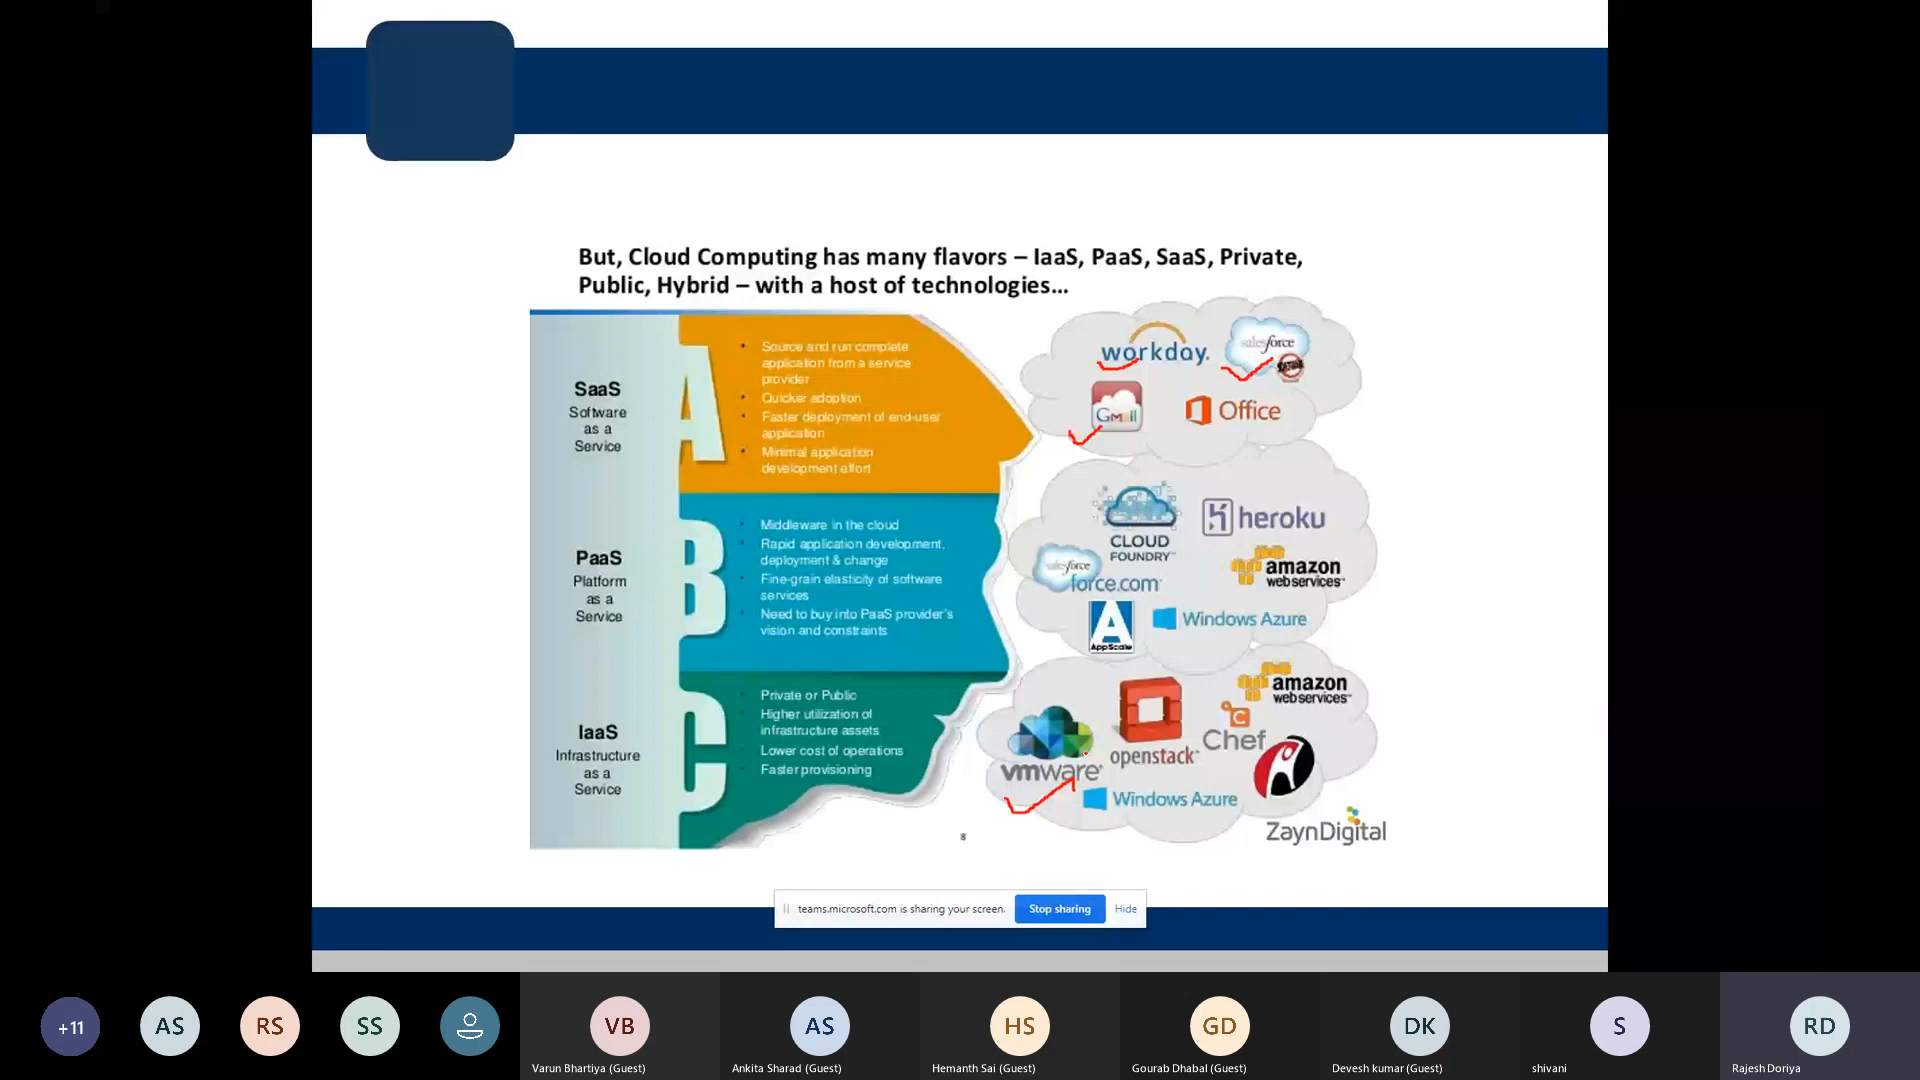 But, Cloud Computing has many flavors – IaaS, PaaS, SaaS, Private,
Public, Hybrid – with a host of technologies...
SaaS
Software
as a
Service
A
• Source and run complete
application from a service
provider
• Quicker adoption
• Faster deployment of end-user
application
• Minimal application
development effort
workday.
salesforce
Gmail
Office
PaaS
Platform
as a
Service
B
• Middleware in the cloud
• Rapid application development,
deployment & change
• Fine-grain elasticity of software
services
• Need to buy into PaaS provider's
vision and constraints
CLOUD
FOUNDRY™
heroku
salesforce
force.com
amazon
webservices™
A
AppScale
Windows Azure
IaaS
Infrastructure
as a
Service
C
• Private or Public
• Higher utilization of
infrastructure assets
• Lower cost of operations
• Faster provisioning
amazon
webservices™
vmware®
openstack™
Chef
Windows Azure
ZaynDigital
8
teams.microsoft.com is sharing your screen.
Stop sharing
Hide
+11
AS
RS
SS
VB
Varun Bhartiya (Guest)
AS
Ankita Sharad (Guest)
HS
Hemanth Sai (Guest)
GD
Gourab Dhabal (Guest)
DK
Devesh kumar (Guest)
S
shivani
RD
Rajesh Doriya